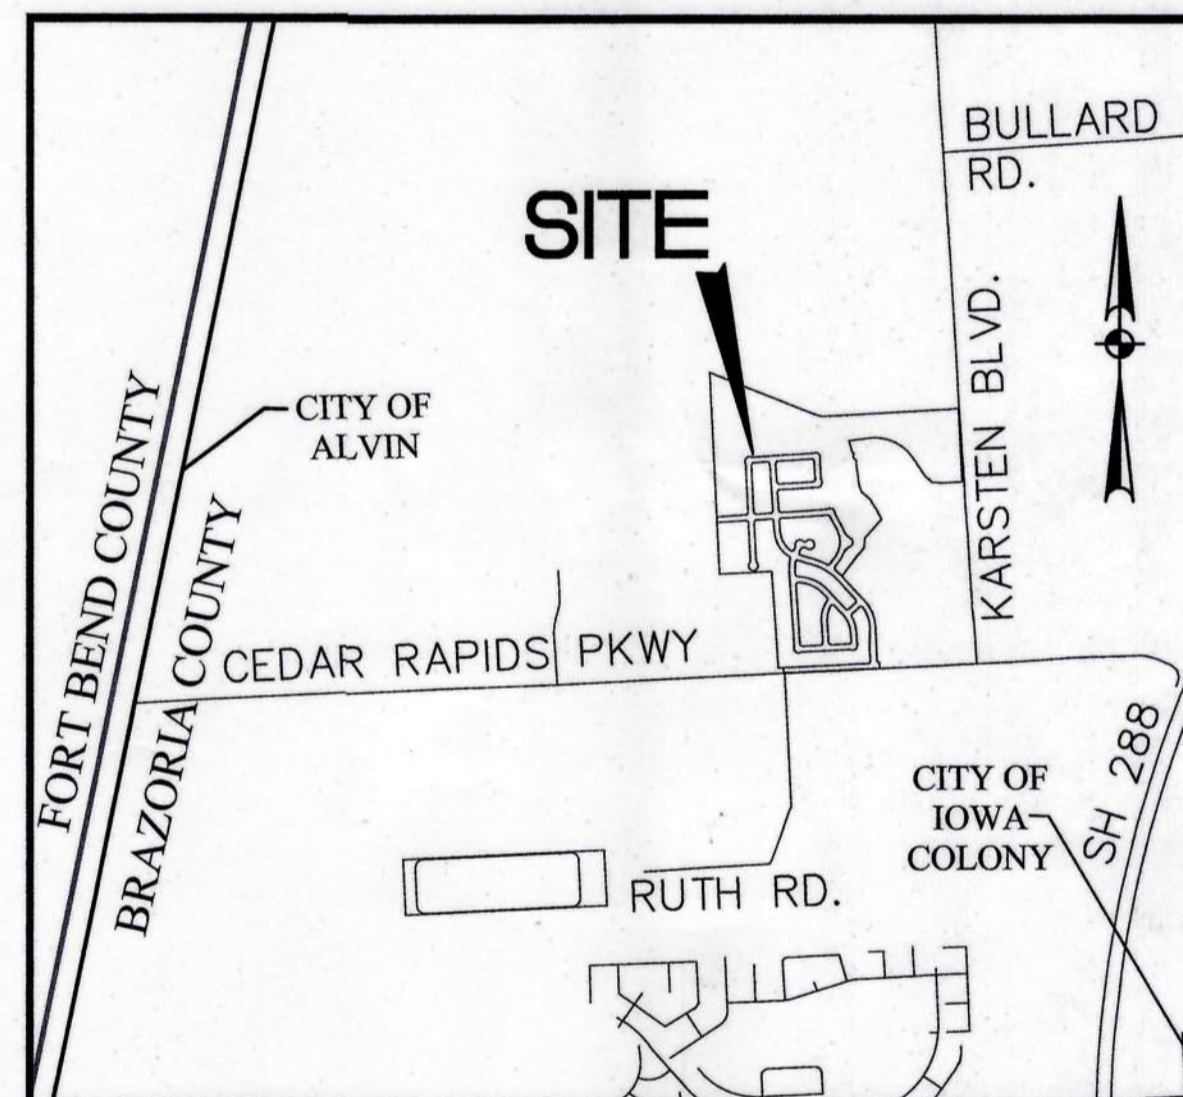 BULLARD
RD.
SITE
KARSTEN BLVD.
CITY OF
ALVIN
FORT BEND COUNTY
BRAZORIA COUNTY
CEDAR RAPIDS PKWY
SH 288
CITY OF
IOWA
COLONY
RUTH RD.